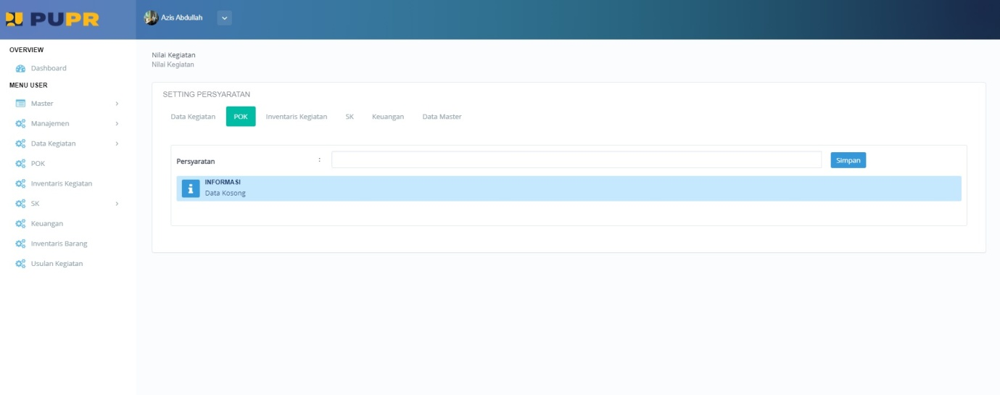 PUPR
Azis Abdullah
OVERVIEW
Dashboard
MENU USER
Master
Manajemen
Data Kegiatan
POK
Inventaris Kegiatan
SK
Keuangan
Inventaris Barang
Usulan Kegiatan
Nilai Kegiatan
Nilai Kegiatan
SETTING PERSYARATAN
Data Kegiatan POK Inventaris Kegiatan SK Keuangan Data Master
Persyaratan : Simpan
INFORMASI
Data Kosong